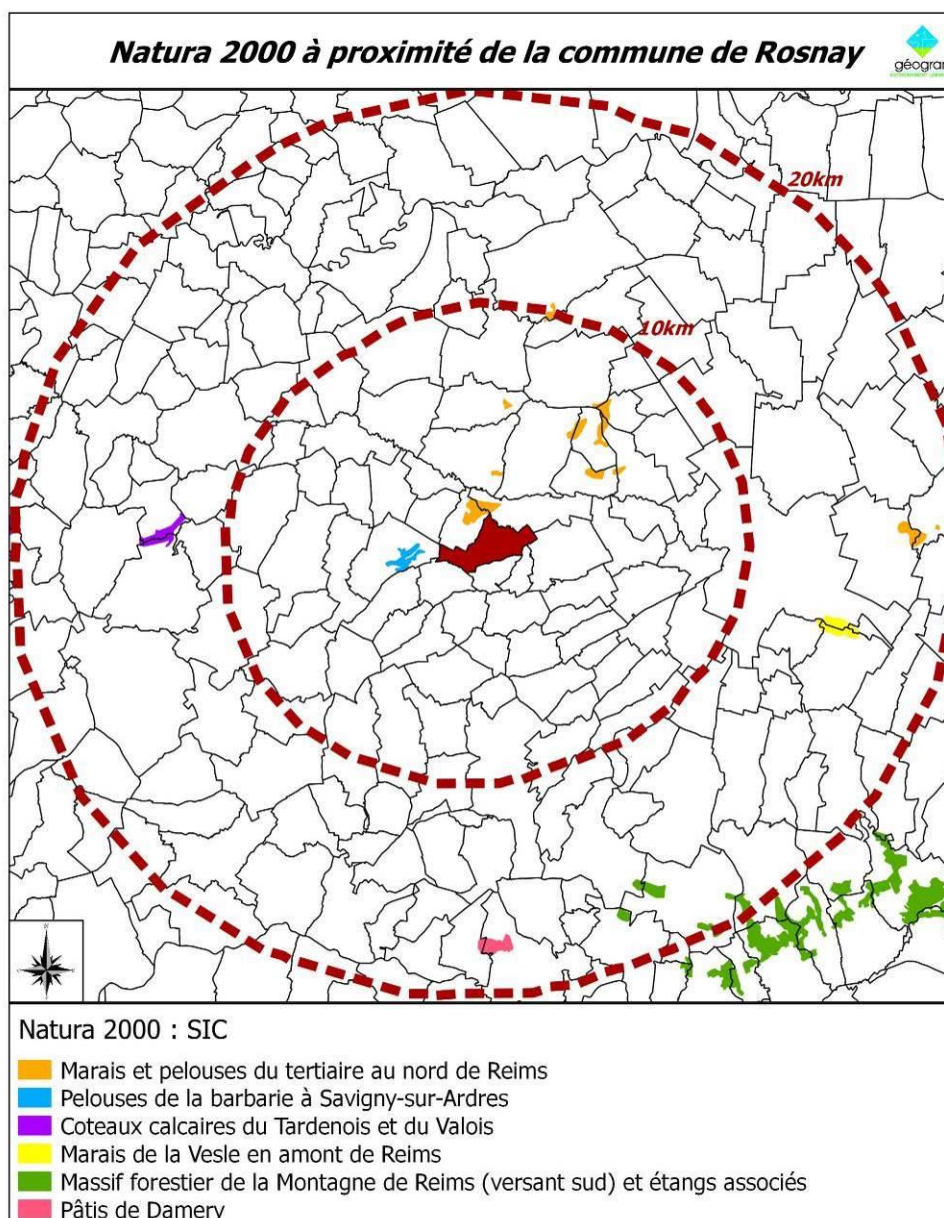 Natura 2000 à proximité de la commune de Rosnay
20km
10km
Natura 2000 : SIC
Marais et pelouses du tertiaire au nord de Reims
Pelouses de la barbarie à Savigny-sur-Ardres
Coteaux calcaires du Tardenois et du Valois
Marais de la Vesle en amont de Reims
Massif forestier de la Montagne de Reims (versant sud) et étangs associés
Pâtis de Damery